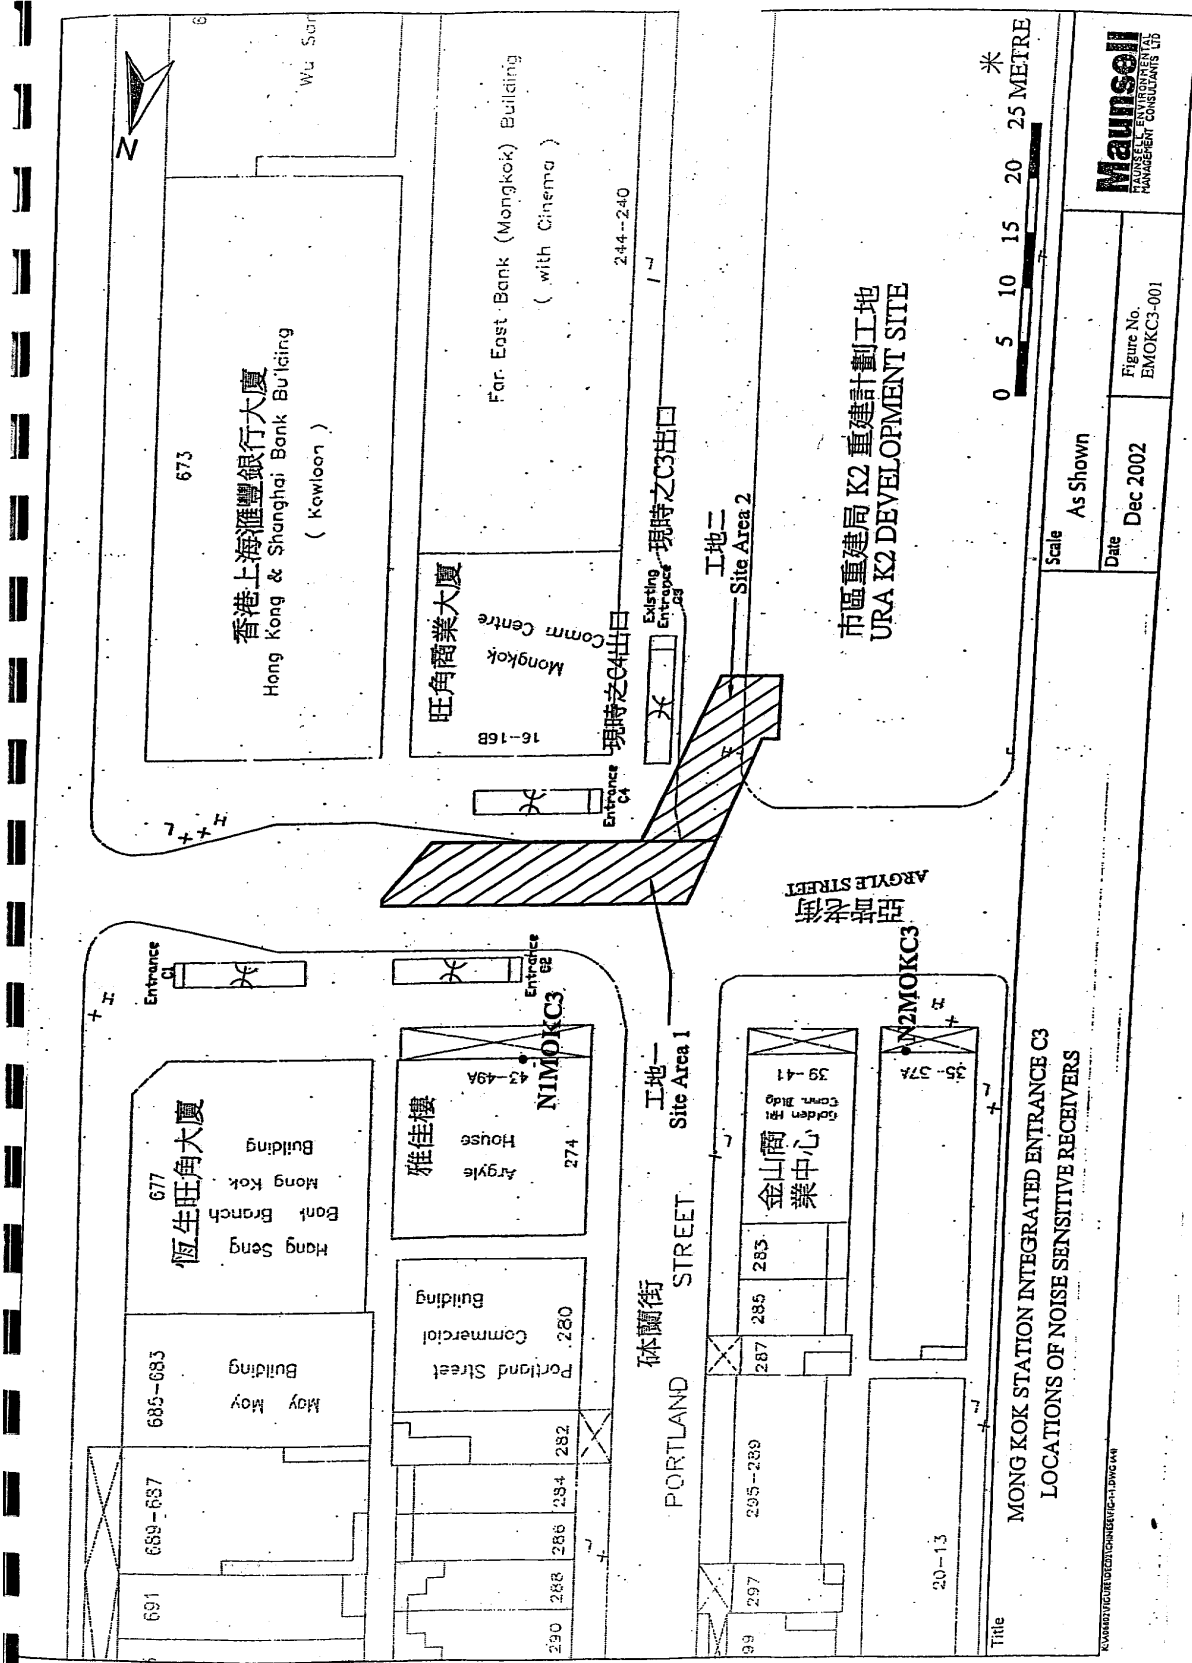 N
673
香港上海滙豐銀行大廈
Hong Kong & Shanghai Bank Building
( Kowloon )
Wu San
Far East Bank (Mongkok) Building
( with Cinema )
244--240
旺角商業大廈
Mongkok
Comm Centre
16-16B
現時之C4出口
Entrance
C4
Existing
Entrance
C3
現時之C3出口
工地二
Site Area 2
市區重建局 K2 重建計劃工地
URA K2 DEVELOPMENT SITE
亞皆老街
ARGYLE STREET
Entrance
C1
Entrance
C2
677
恆生旺角大廈
Hang Seng
Bank Branch
Mong Kok
Building
雅佳樓
Argyle
House
274
43-49A
N1MOKC3
工地一
Site Area 1
685-683
May May
Building
Portland Street
Commercial
Building
280
689-687
691
282
284
286
288
290
砵蘭街
PORTLAND STREET
金山商
業中心
Golden Hill
Comm. Bldg
39-41
35--37A
N2MOKC3
283
285
287
295-289
297
99
20-13
0 5 10 15 20 25 METRE
米
Title
MONG KOK STATION INTEGRATED ENTRANCE C3
LOCATIONS OF NOISE SENSITIVE RECEIVERS
Scale
As Shown
Date
Dec 2002
Figure No.
EMOKC3-001
Maunsell
MAUNSELL ENVIRONMENTAL
MANAGEMENT CONSULTANTS LTD